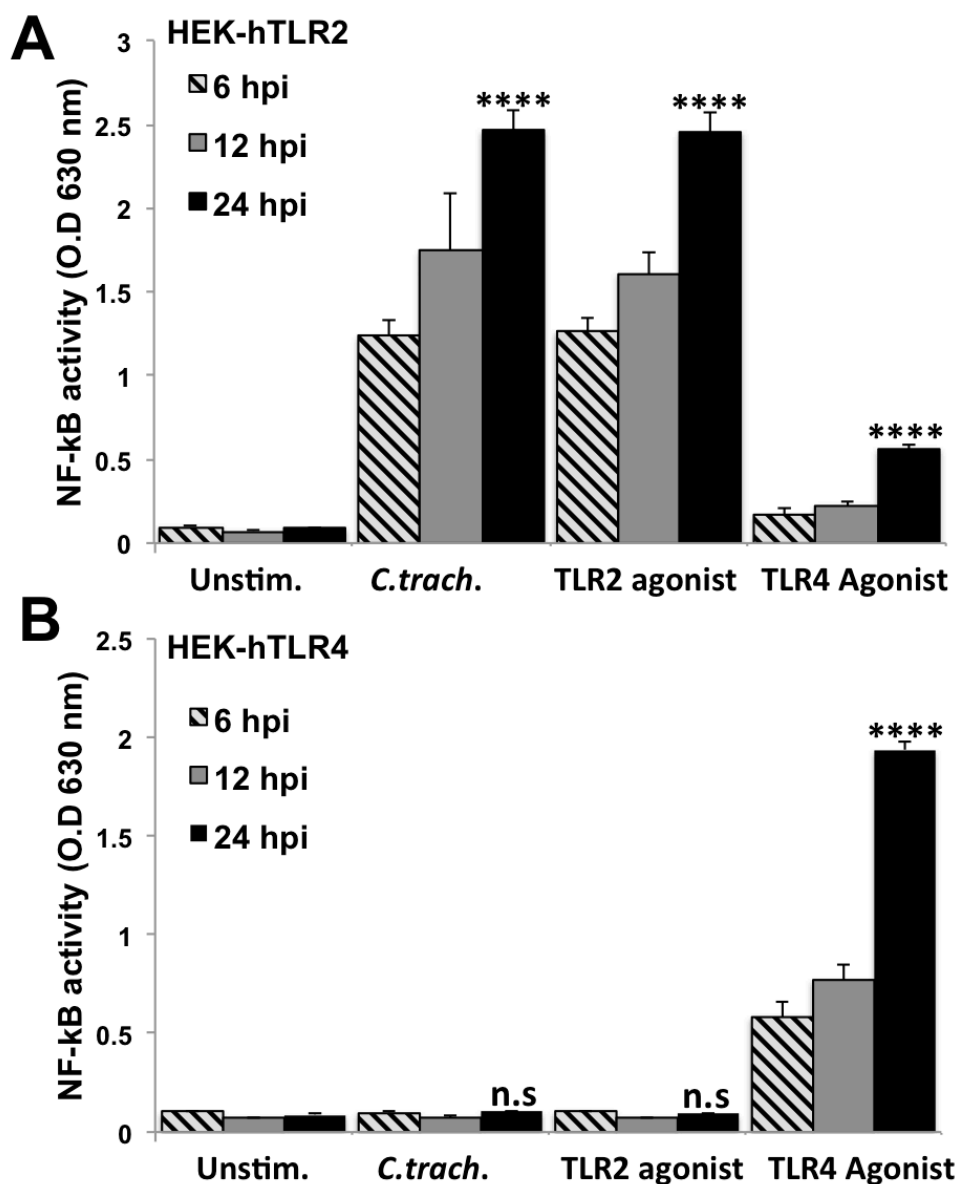 A
HEK-hTLR2
6 hpi
12 hpi
24 hpi
NF-kB activity (O.D 630 nm)
3
2.5
2
1.5
1
0.5
0
****
****
****
Unstim.
C.trach.
TLR2 agonist
TLR4 Agonist
B
HEK-hTLR4
6 hpi
12 hpi
24 hpi
NF-kB activity (O.D 630 nm)
2.5
2
1.5
1
0.5
0
n.s
n.s
****
Unstim.
C.trach.
TLR2 agonist
TLR4 Agonist